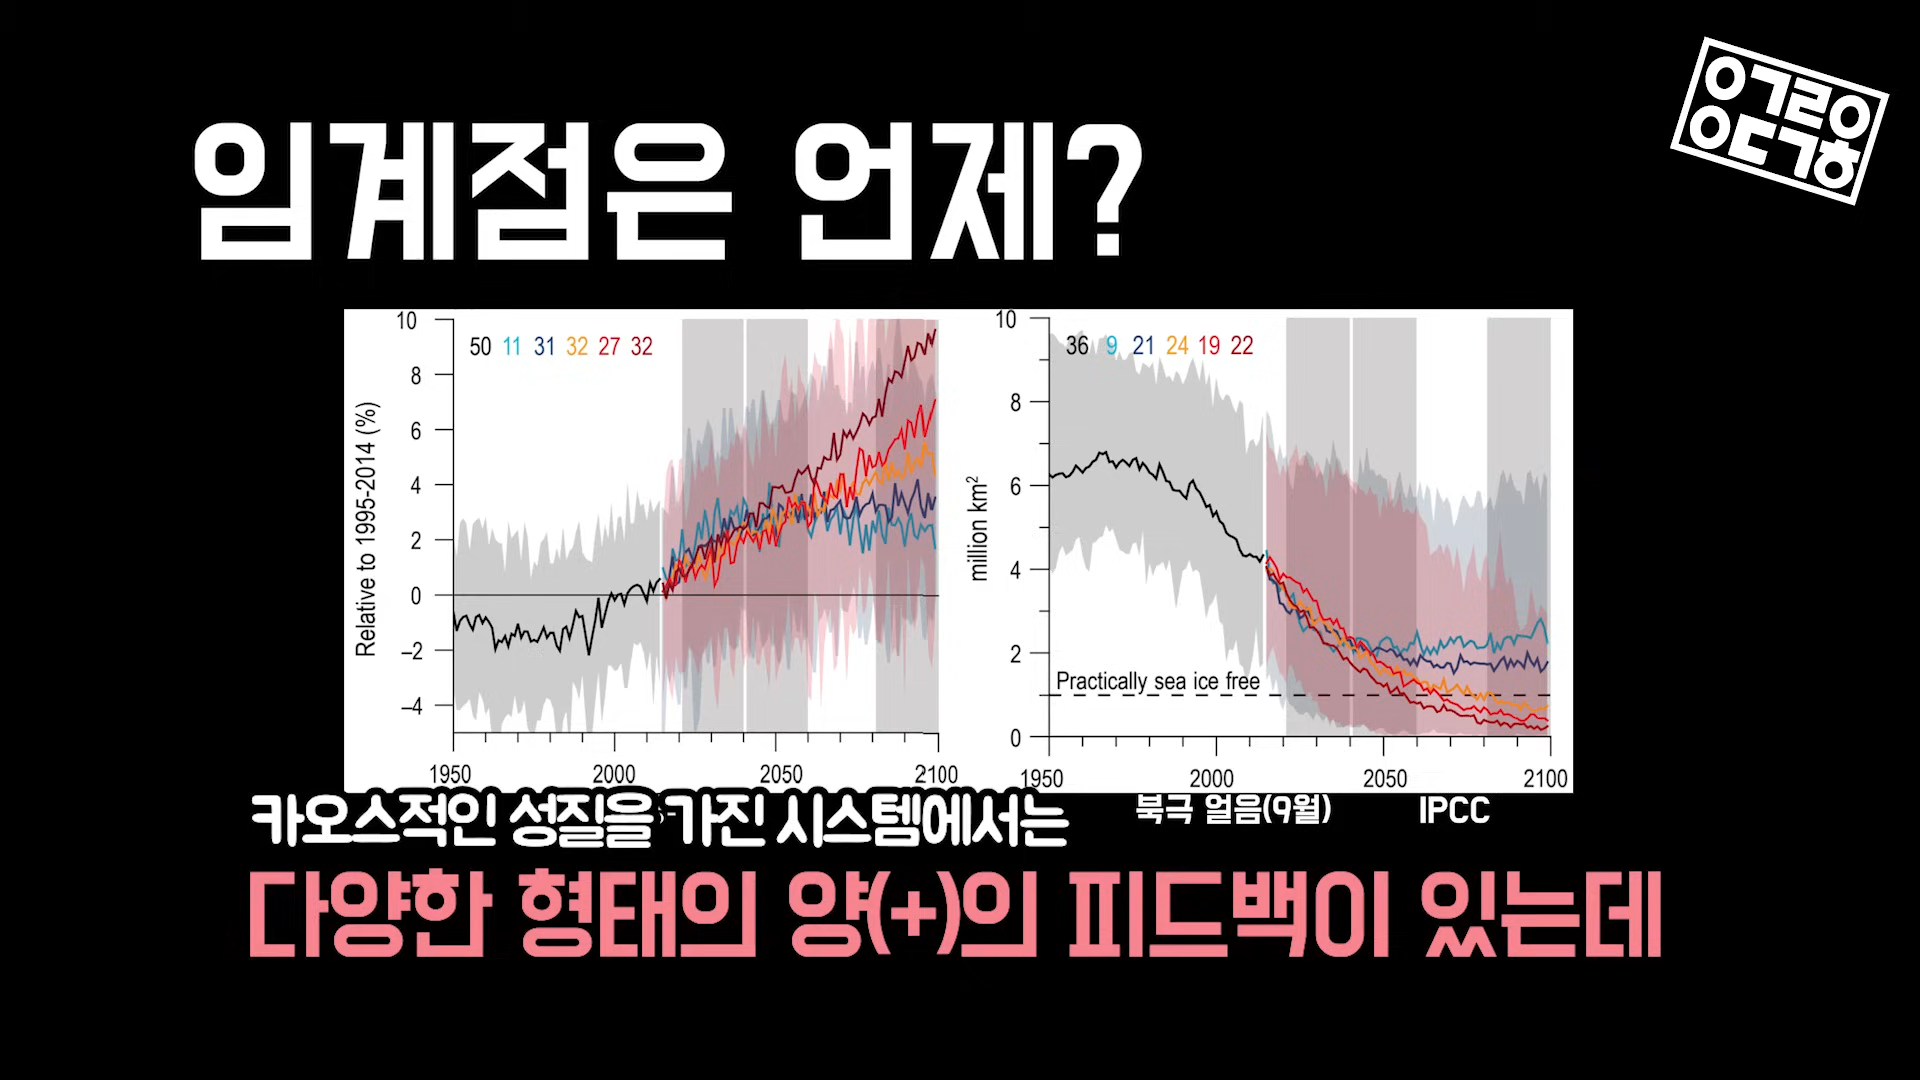 임계점은 언제?
10
8
6
4
2
0
–2
–4
Relative to 1995-2014 (%)
50 11 31 32 27 32
1950 2000 2050 2100
10
8
6
4
2
0
million km²
36 9 21 24 19 22
Practically sea ice free
1950 2000 2050 2100
북극 얼음(9월) IPCC
카오스적인 성질을 가진 시스템에서는
다양한 형태의 양(+)의 피드백이 있는데